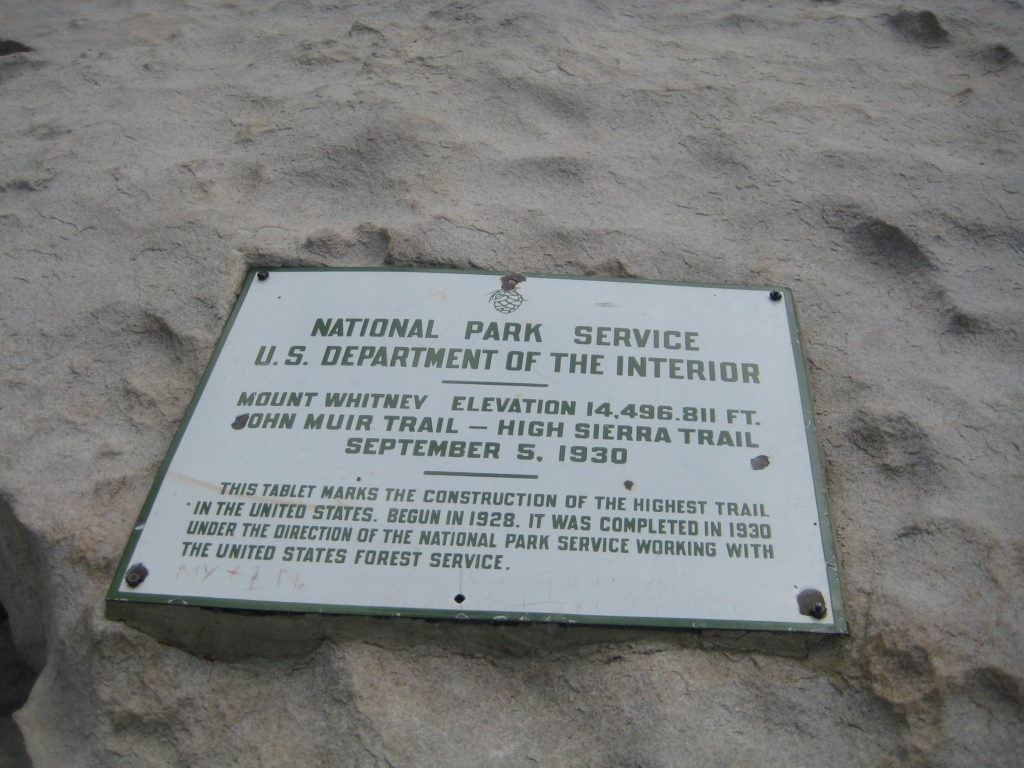 NATIONAL PARK SERVICE
U.S. DEPARTMENT OF THE INTERIOR
MOUNT WHITNEY ELEVATION 14,496.811 FT.
JOHN MUIR TRAIL — HIGH SIERRA TRAIL
SEPTEMBER 5, 1930
THIS TABLET MARKS THE CONSTRUCTION OF THE HIGHEST TRAIL
IN THE UNITED STATES. BEGUN IN 1928. IT WAS COMPLETED IN 1930
UNDER THE DIRECTION OF THE NATIONAL PARK SERVICE WORKING WITH
THE UNITED STATES FOREST SERVICE.